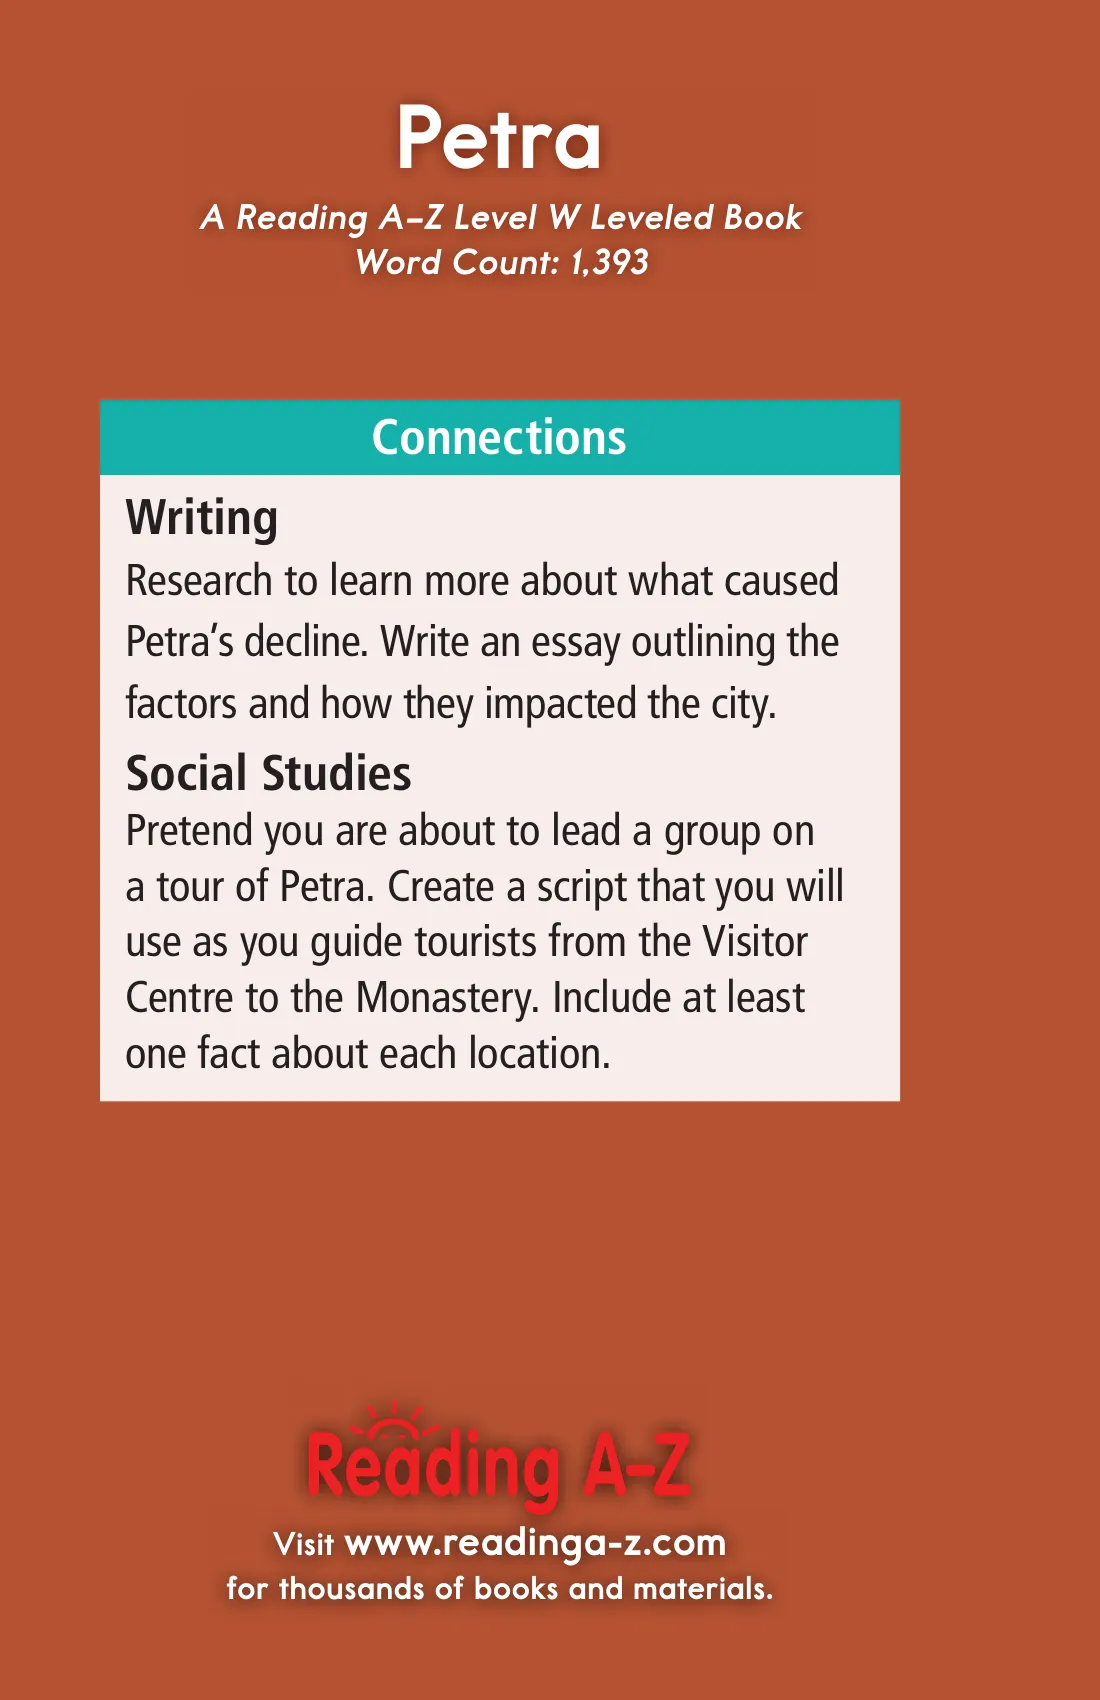 Petra
A Reading A–Z Level W Leveled Book
Word Count: 1,393
Connections
Writing
Research to learn more about what caused
Petra’s decline. Write an essay outlining the
factors and how they impacted the city.
Social Studies
Pretend you are about to lead a group on
a tour of Petra. Create a script that you will
use as you guide tourists from the Visitor
Centre to the Monastery. Include at least
one fact about each location.
Reading A–Z
Visit www.readinga-z.com
for thousands of books and materials.